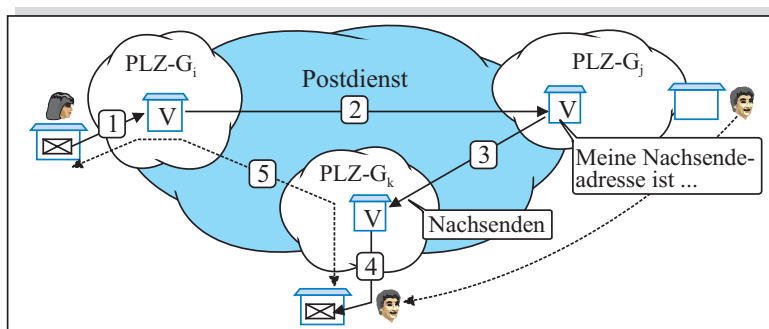 PLZ-Gi
Postdienst
PLZ-Gj
1
V
2
V
3
Meine Nachsende-
adresse ist ...
5
PLZ-Gk
V
Nachsenden
4